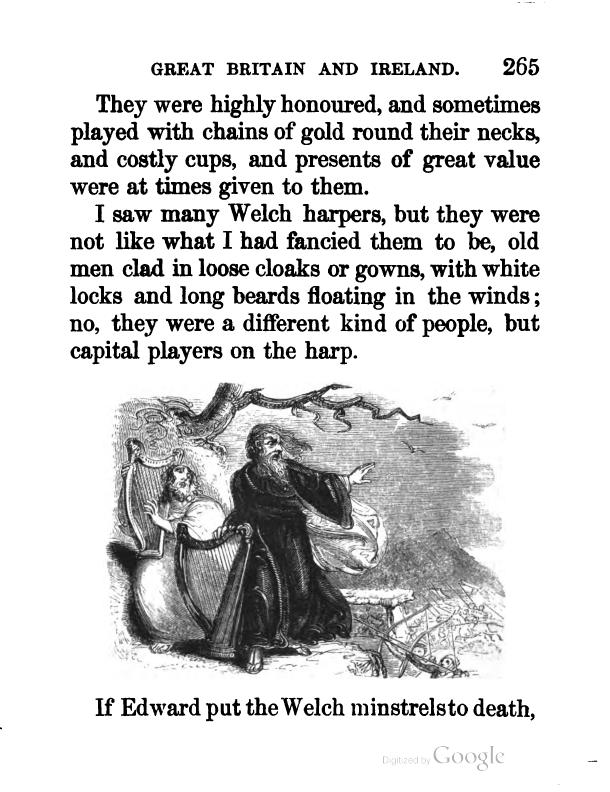 GREAT BRITAIN AND IRELAND. 265
They were highly honoured, and sometimes
played with chains of gold round their necks,
and costly cups, and presents of great value
were at times given to them.
I saw many Welch harpers, but they were
not like what I had fancied them to be, old
men clad in loose cloaks or gowns, with white
locks and long beards floating in the winds;
no, they were a different kind of people, but
capital players on the harp.
If Edward put the Welch minstrels to death,
Digitized by Google